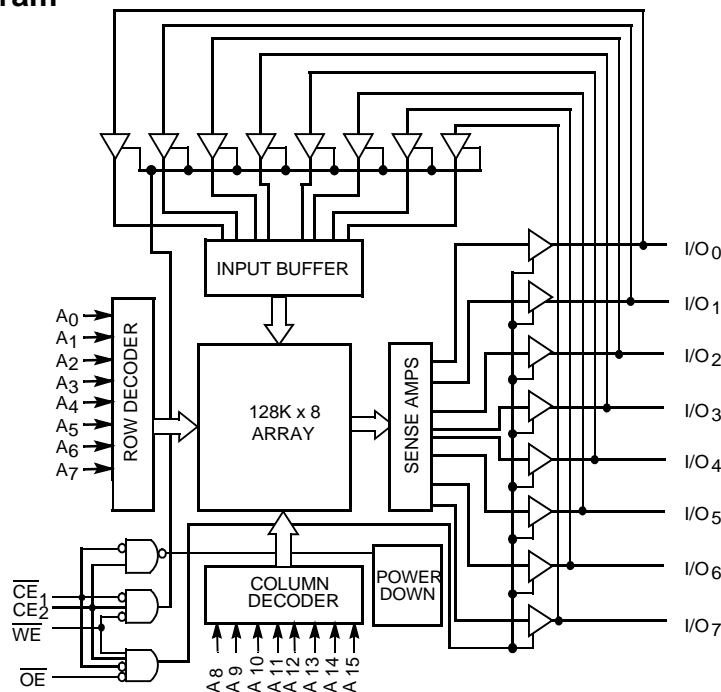 ram
INPUT BUFFER
I/O0
I/O1
I/O2
I/O3
I/O4
I/O5
I/O6
I/O7
A0
A1
A2
A3
A4
A5
A6
A7
ROW DECODER
128K x 8
ARRAY
SENSE AMPS
CE1
CE2
WE
OE
COLUMN
DECODER
POWER
DOWN
A8
A9
A10
A11
A12
A13
A14
A15